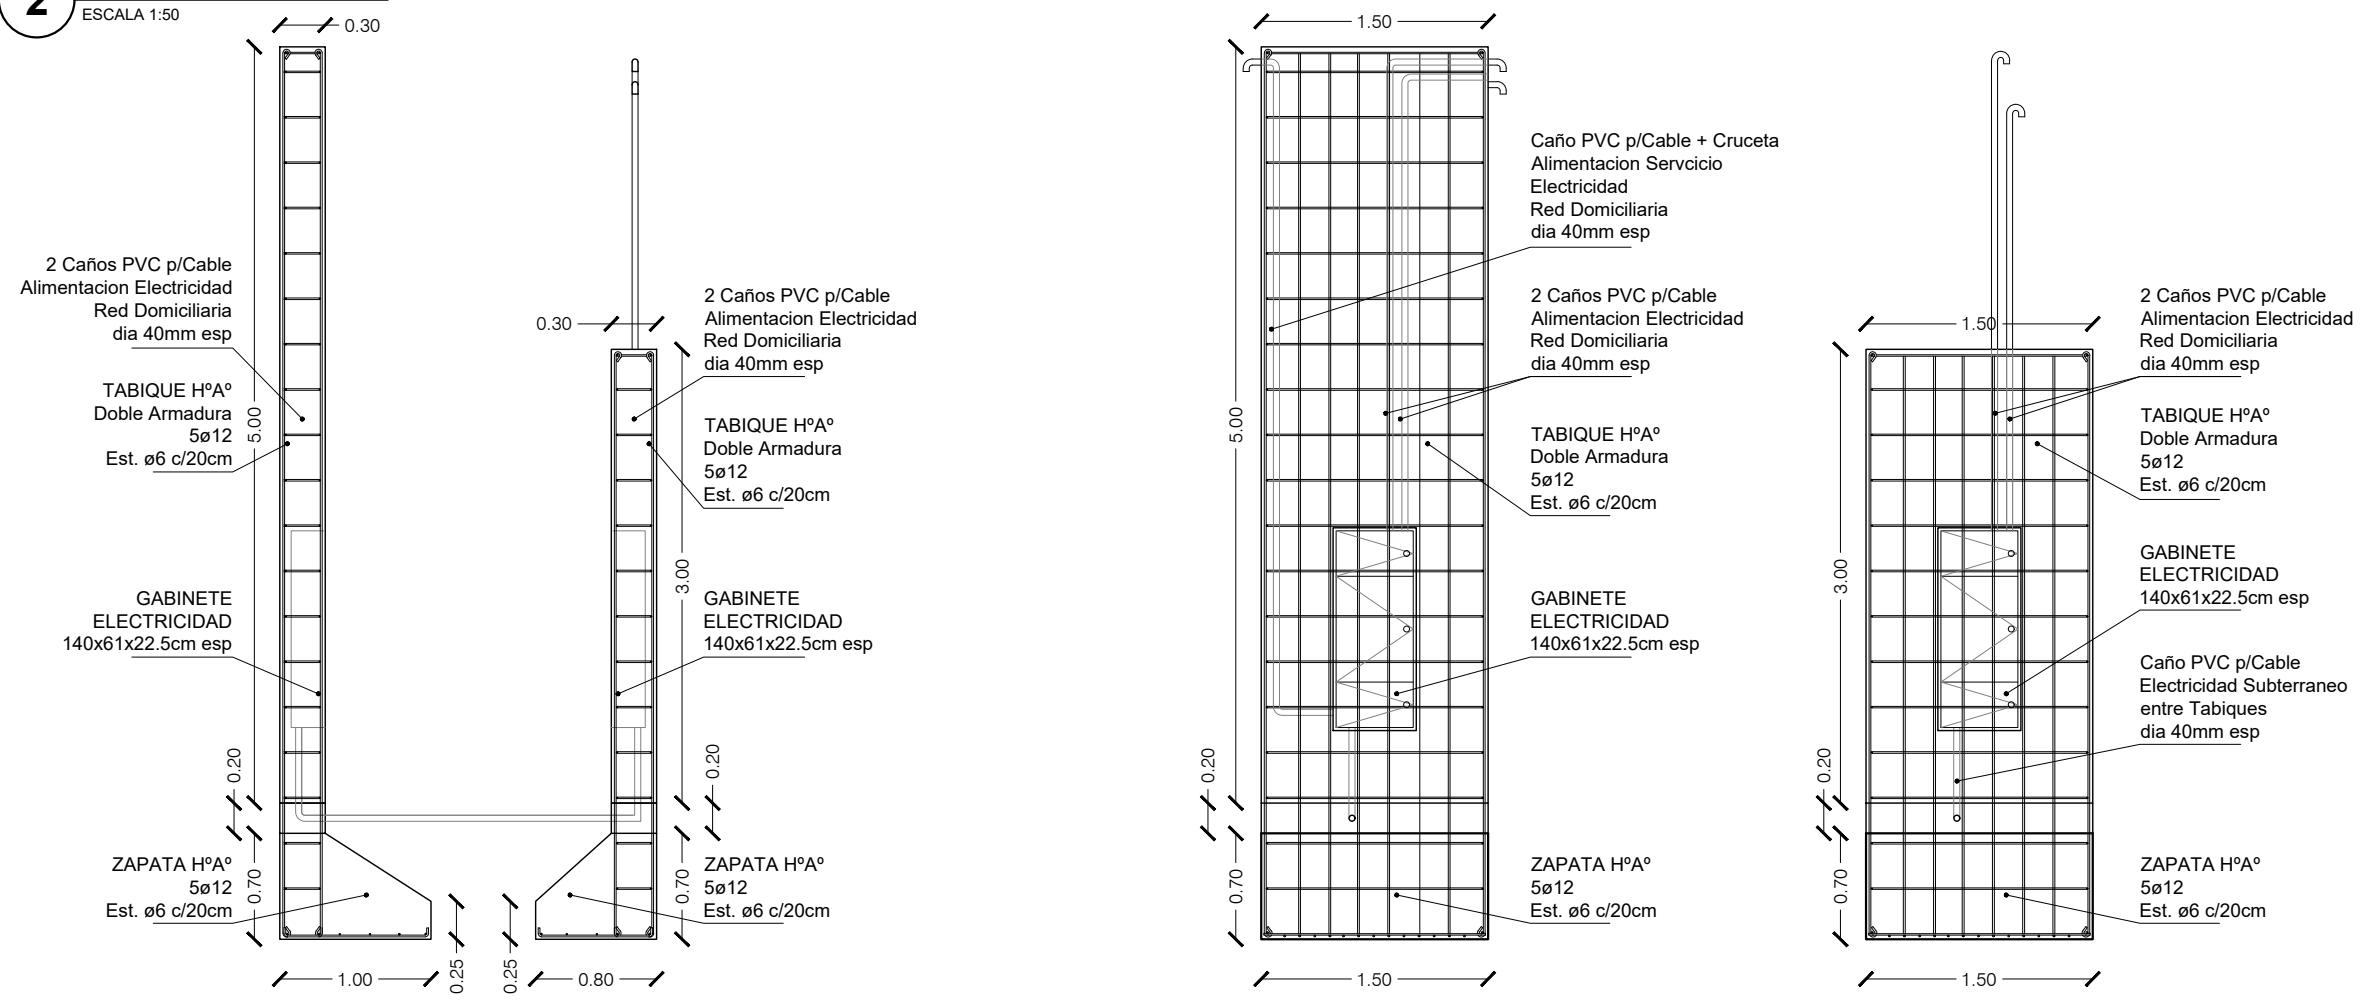 2
ESCALA 1:50
0.30
2 Caños PVC p/Cable
Alimentacion Electricidad
Red Domiciliaria
dia 40mm esp
TABIQUE HºAº
Doble Armadura
5ø12
Est. ø6 c/20cm
5.00
GABINETE
ELECTRICIDAD
140x61x22.5cm esp
0.20
ZAPATA HºAº
5ø12
Est. ø6 c/20cm
0.70
1.00
0.25
0.30
2 Caños PVC p/Cable
Alimentacion Electricidad
Red Domiciliaria
dia 40mm esp
TABIQUE HºAº
Doble Armadura
5ø12
Est. ø6 c/20cm
3.00
GABINETE
ELECTRICIDAD
140x61x22.5cm esp
0.20
0.70
ZAPATA HºAº
5ø12
Est. ø6 c/20cm
0.25
0.80
1.50
5.00
Caño PVC p/Cable + Cruceta
Alimentacion Servcicio
Electricidad
Red Domiciliaria
dia 40mm esp
2 Caños PVC p/Cable
Alimentacion Electricidad
Red Domiciliaria
dia 40mm esp
TABIQUE HºAº
Doble Armadura
5ø12
Est. ø6 c/20cm
GABINETE
ELECTRICIDAD
140x61x22.5cm esp
0.20
0.70
ZAPATA HºAº
5ø12
Est. ø6 c/20cm
1.50
1.50
2 Caños PVC p/Cable
Alimentacion Electricidad
Red Domiciliaria
dia 40mm esp
TABIQUE HºAº
Doble Armadura
5ø12
Est. ø6 c/20cm
3.00
GABINETE
ELECTRICIDAD
140x61x22.5cm esp
Caño PVC p/Cable
Electricidad Subterraneo
entre Tabiques
dia 40mm esp
0.20
0.70
ZAPATA HºAº
5ø12
Est. ø6 c/20cm
1.50